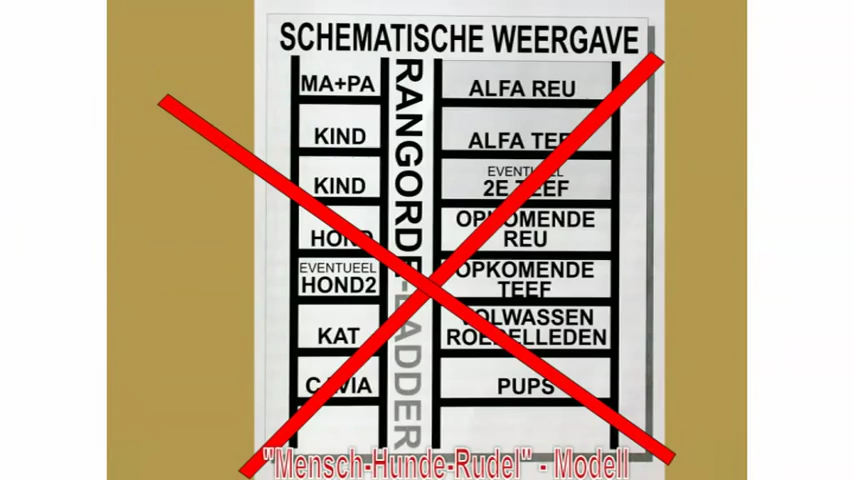 SCHEMATISCHE WEERGAVE
RANGORDE-LADDER
MA+PA
KIND
KIND
HOND
EVENTUEEL
HOND2
KAT
CAVIA
ALFA REU
ALFA TEEF
EVENTUEEL
2E TEEF
OPKOMENDE
REU
OPKOMENDE
TEEF
VOLWASSEN
ROEDELLEDEN
PUPS
"Mensch-Hunde-Rudel" - Modell